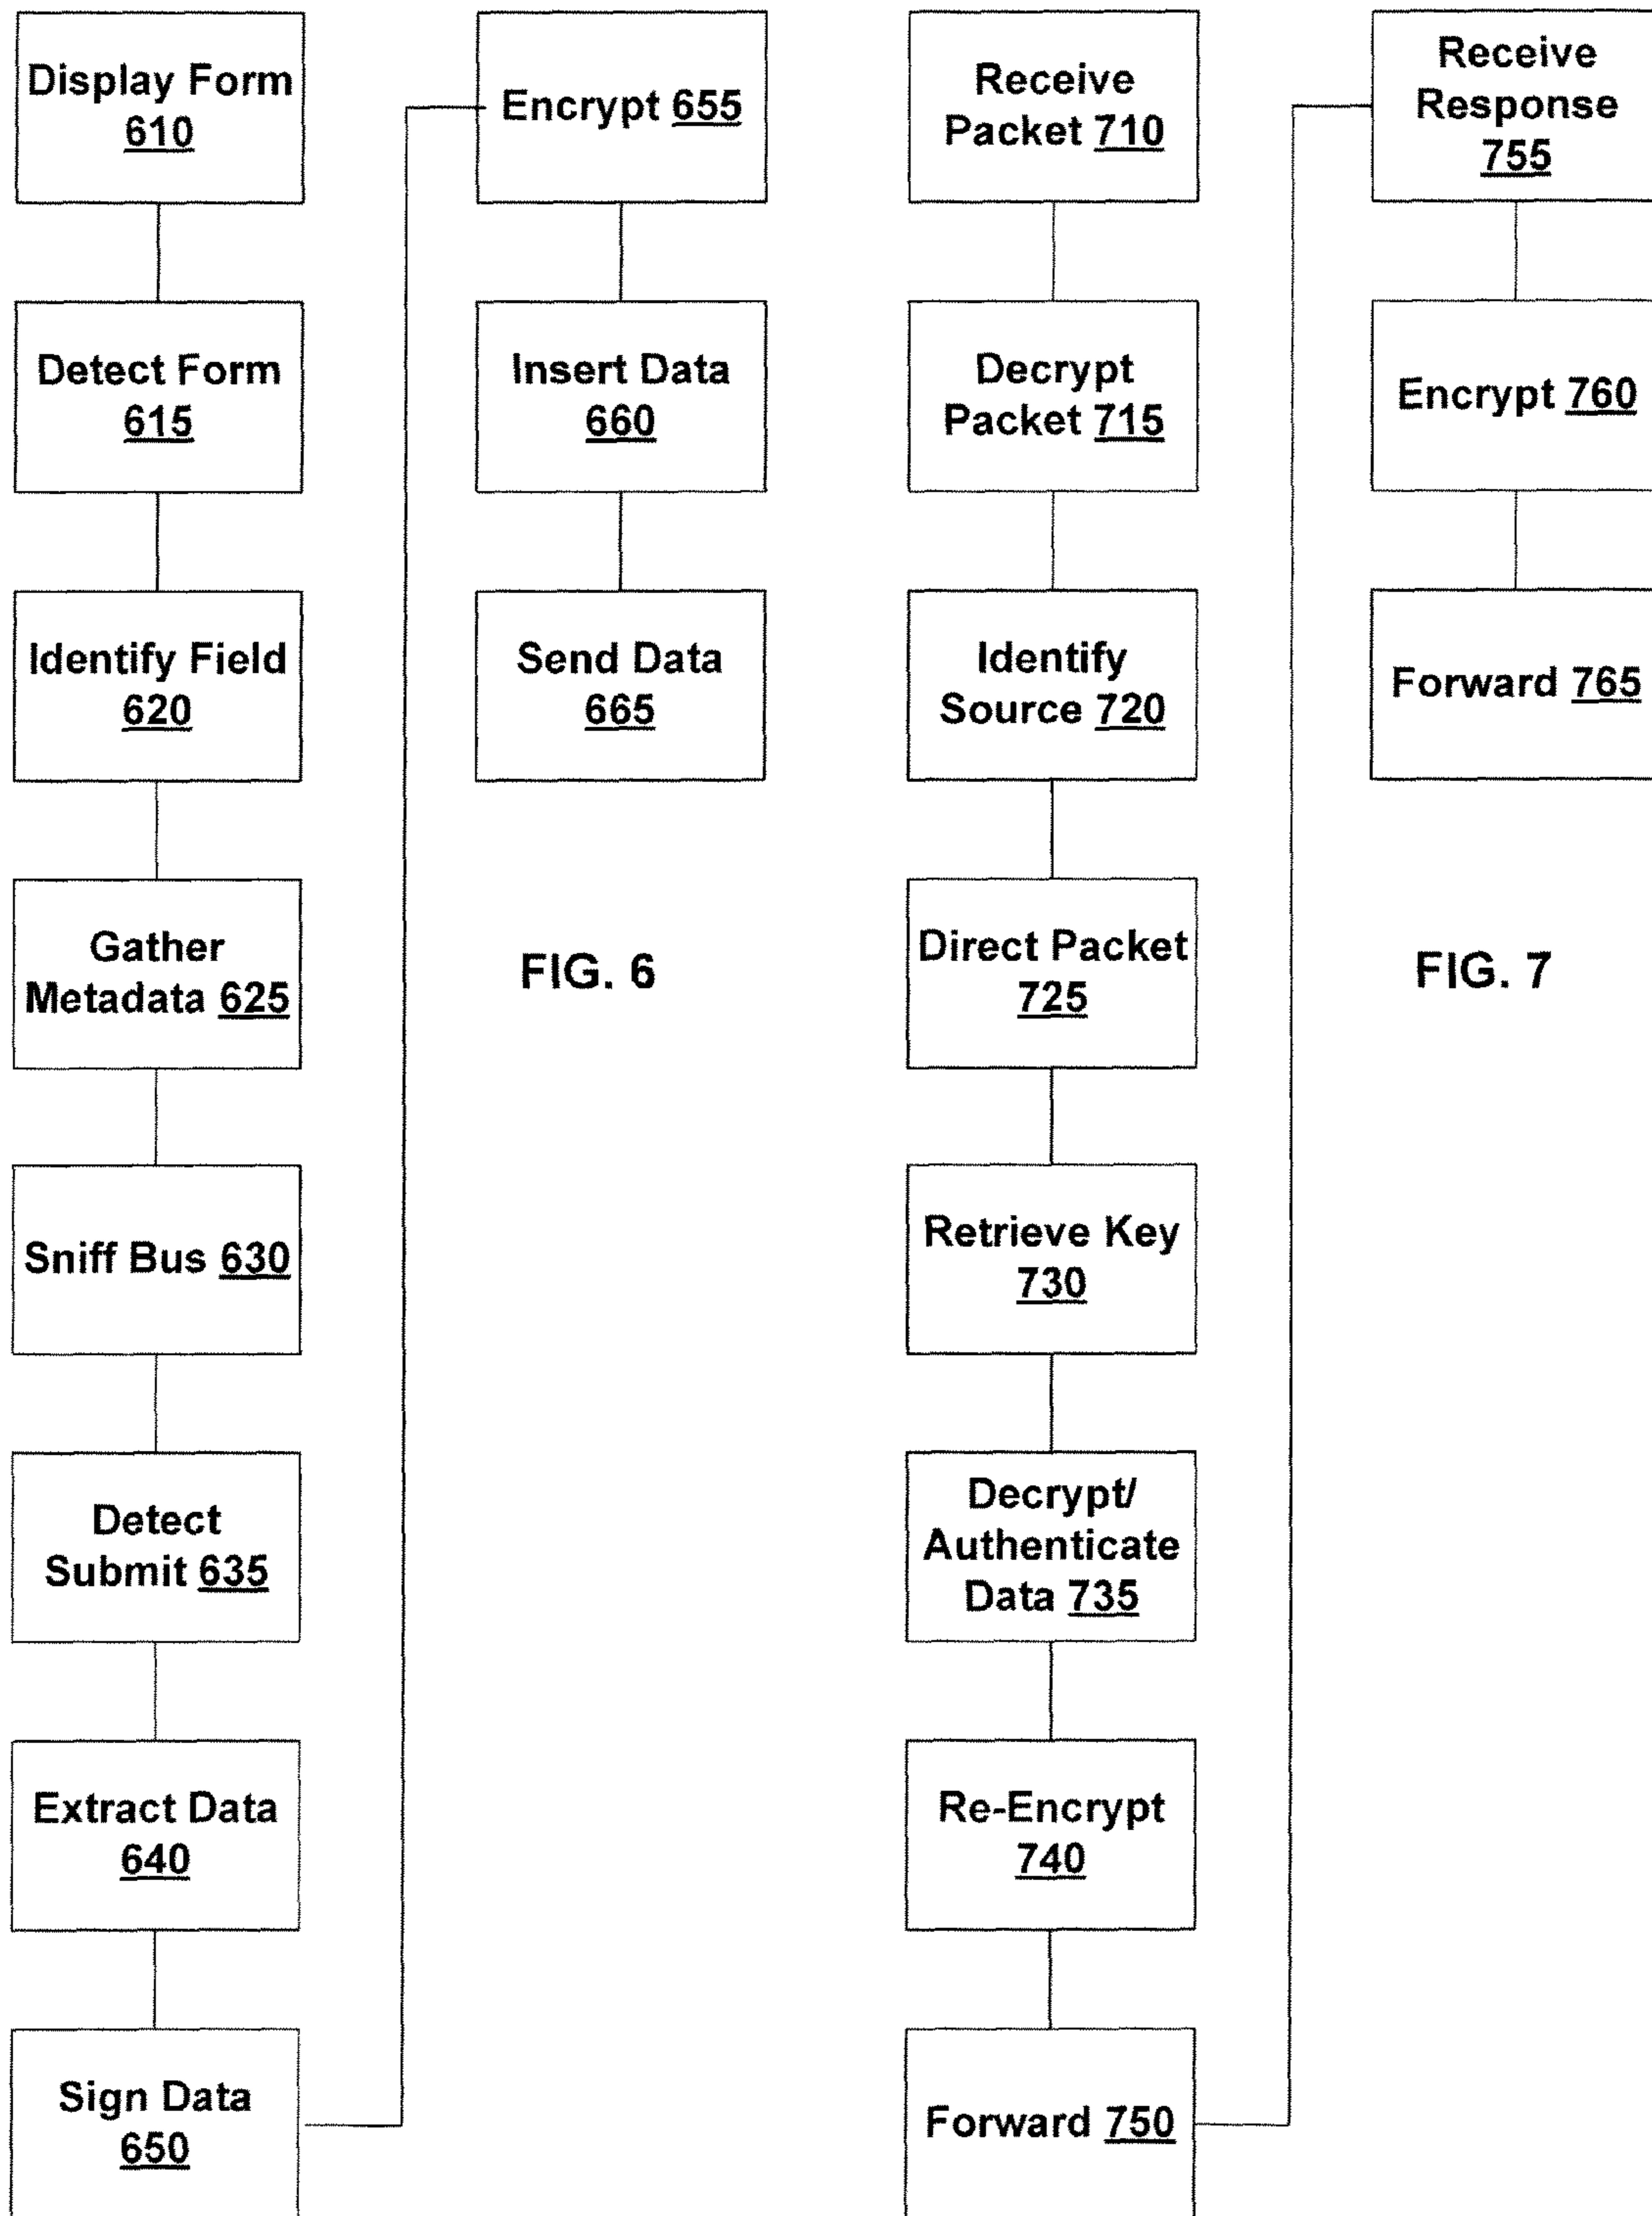 Display Form
610
Detect Form
615
Identify Field
620
Gather
Metadata 625
Sniff Bus 630
Detect
Submit 635
Extract Data
640
Sign Data
650
Encrypt 655
Insert Data
660
Send Data
665
FIG. 6
Receive
Packet 710
Decrypt
Packet 715
Identify
Source 720
Direct Packet
725
Retrieve Key
730
Decrypt/
Authenticate
Data 735
Re-Encrypt
740
Forward 750
Receive
Response
755
Encrypt 760
Forward 765
FIG. 7